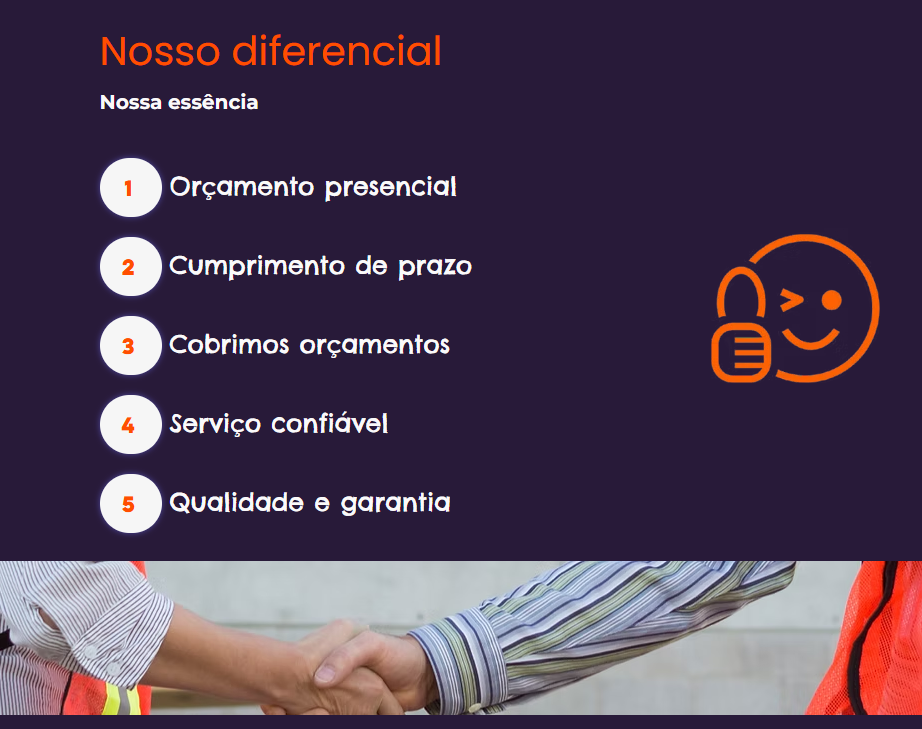 Nosso diferencial
Nossa essência
1 Orçamento presencial
2 Cumprimento de prazo
3 Cobrimos orçamentos
4 Serviço confiável
5 Qualidade e garantia